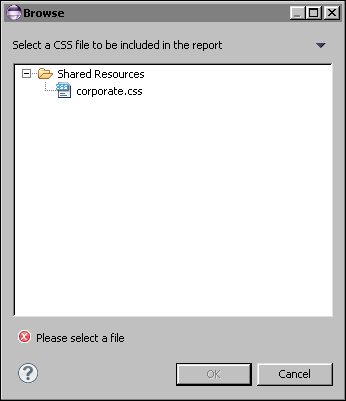 Browse
Select a CSS file to be included in the report
Shared Resources
corporate.css
Please select a file
OK
Cancel